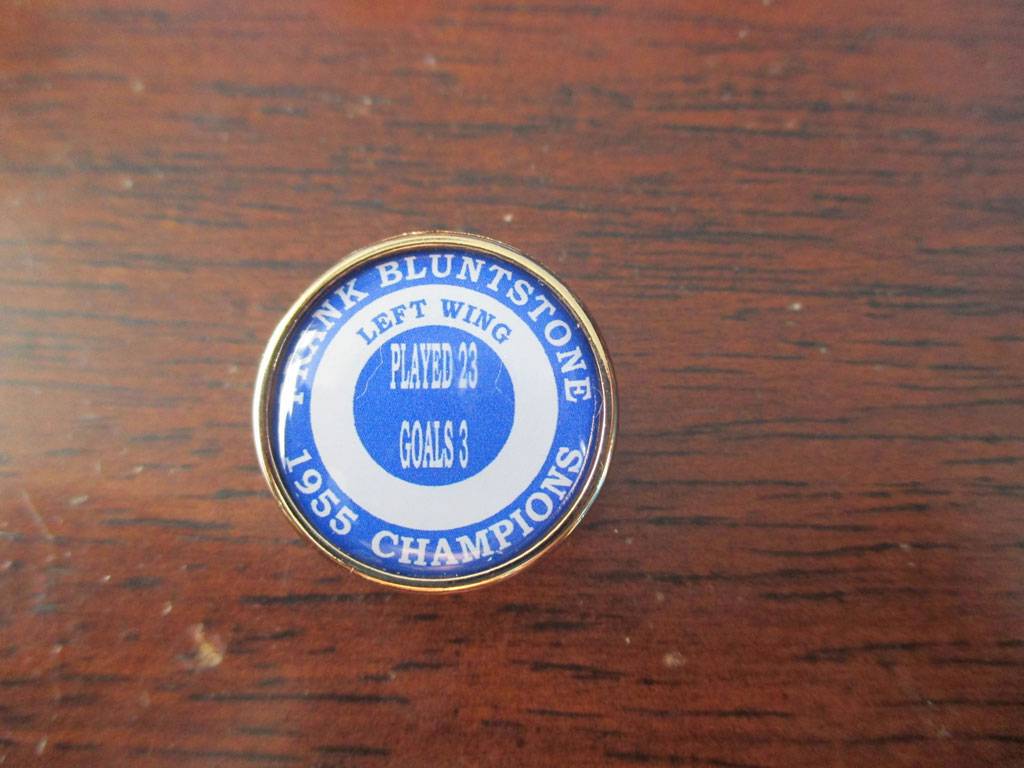 FRANK BLUNTSTONE
LEFT WING
PLAYED 23
GOALS 3
1955 CHAMPIONS